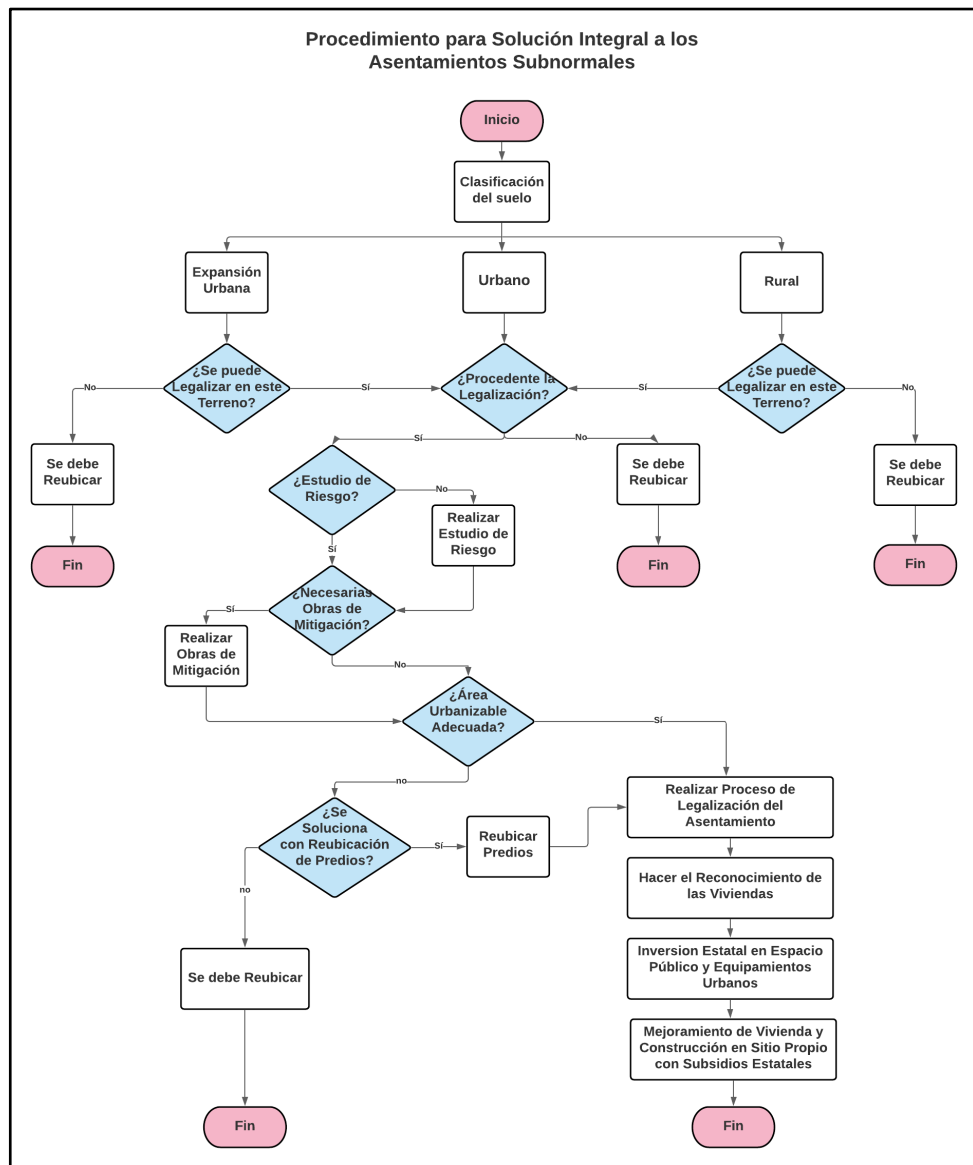 Procedimiento para Solución Integral a los
Asentamientos Subnormales
Inicio
Clasificación
del suelo
Expansión
Urbana
Urbano
Rural
¿Se puede
Legalizar en este
Terreno?
¿Procedente la
Legalización?
¿Se puede
Legalizar en este
Terreno?
No
Sí
Sí
No
Se debe
Reubicar
Sí
No
Se debe
Reubicar
Se debe
Reubicar
¿Estudio de
Riesgo?
No
Realizar
Estudio de
Riesgo
Fin
Sí
Fin
Fin
¿Necesarias
Obras de
Mitigación?
Sí
Realizar
Obras de
Mitigación
No
¿Área
Urbanizable
Adecuada?
Sí
no
Realizar Proceso de
Legalización del
Asentamiento
¿Se
Soluciona
con Reubicación
de Predios?
Sí
Reubicar
Predios
no
Hacer el Reconocimiento de
las Viviendas
Se debe Reubicar
Inversion Estatal en Espacio
Público y Equipamientos
Urbanos
Mejoramiento de Vivienda y
Construcción en Sitio Propio
con Subsidios Estatales
Fin
Fin